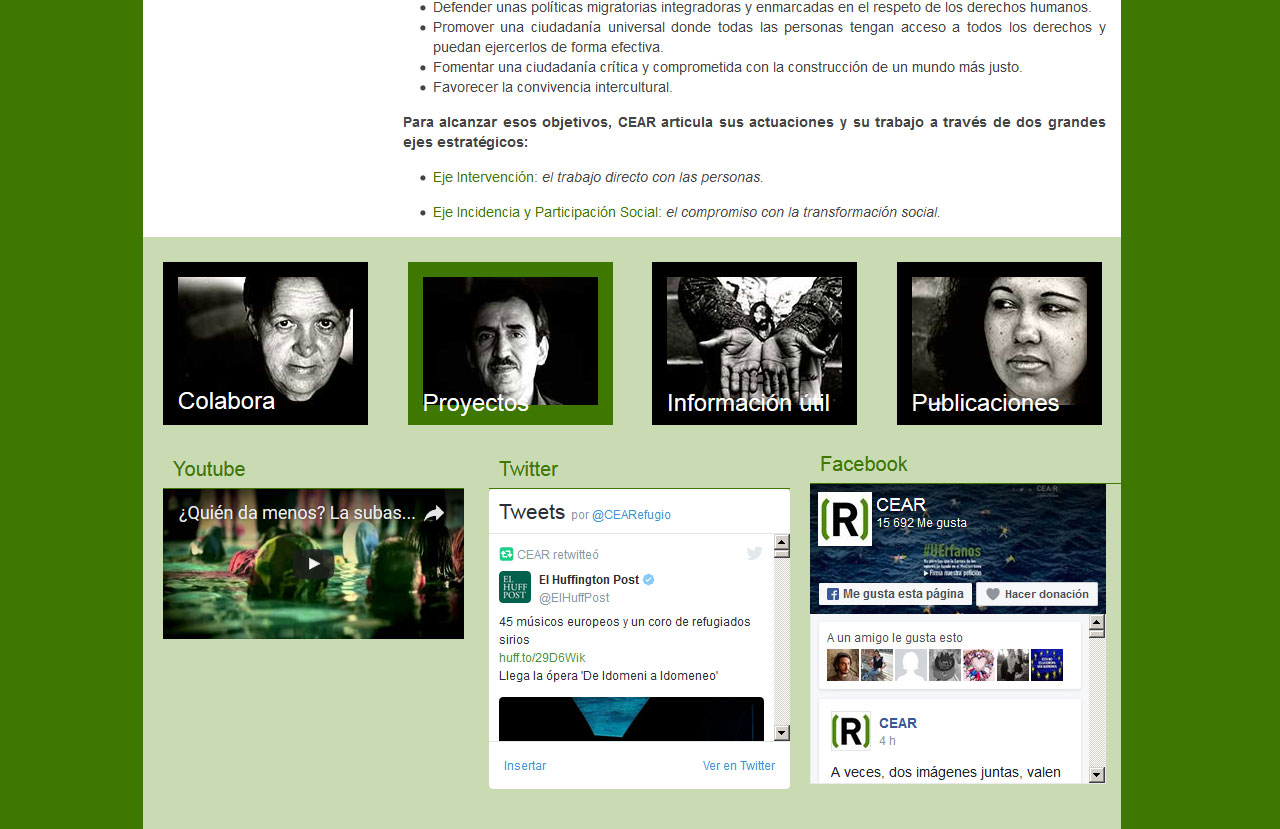 Defender unas políticas migratorias integradoras y enmarcadas en el respeto de los derechos humanos.
Promover una ciudadanía universal donde todas las personas tengan acceso a todos los derechos y
puedan ejercerlos de forma efectiva.
Fomentar una ciudadanía crítica y comprometida con la construcción de un mundo más justo.
Favorecer la convivencia intercultural.
Para alcanzar esos objetivos, CEAR articula sus actuaciones y su trabajo a través de dos grandes
ejes estratégicos:
Eje Intervención: el trabajo directo con las personas.
Eje Incidencia y Participación Social: el compromiso con la transformación social.
Colabora
Proyectos
Información útil
Publicaciones
Youtube
¿Quién da menos? La subas...
Twitter
Tweets por @CEARefugio
CEAR retwitteó
EL HUFF POST
El Huffington Post
@ElHuffPost
45 músicos europeos y un coro de refugiados
sirios
huff.to/29D6Wik
Llega la ópera 'De Idomeni a Idomeneo'
Insertar
Ver en Twitter
Facebook
CEAR
(R)
CEAR
15 692 Me gusta
#UErfanos
Firma nuestra petición
Me gusta esta página
Hacer donación
A un amigo le gusta esto
(R)
CEAR
4 h
A veces, dos imágenes juntas, valen